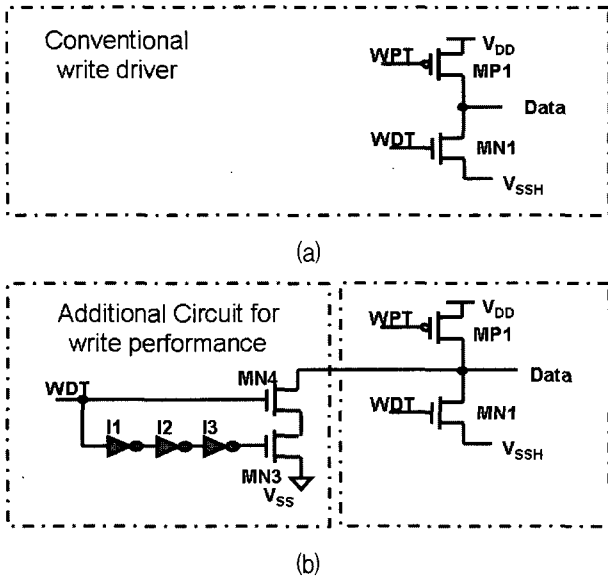 Conventional
write driver
WPT
VDD
MP1
Data
WDT
MN1
VSSH
(a)
Additional Circuit for
write performance
WDT
MN4
I1 I2 I3
MN3
VSS
WPT
VDD
MP1
Data
WDT
MN1
VSSH
(b)